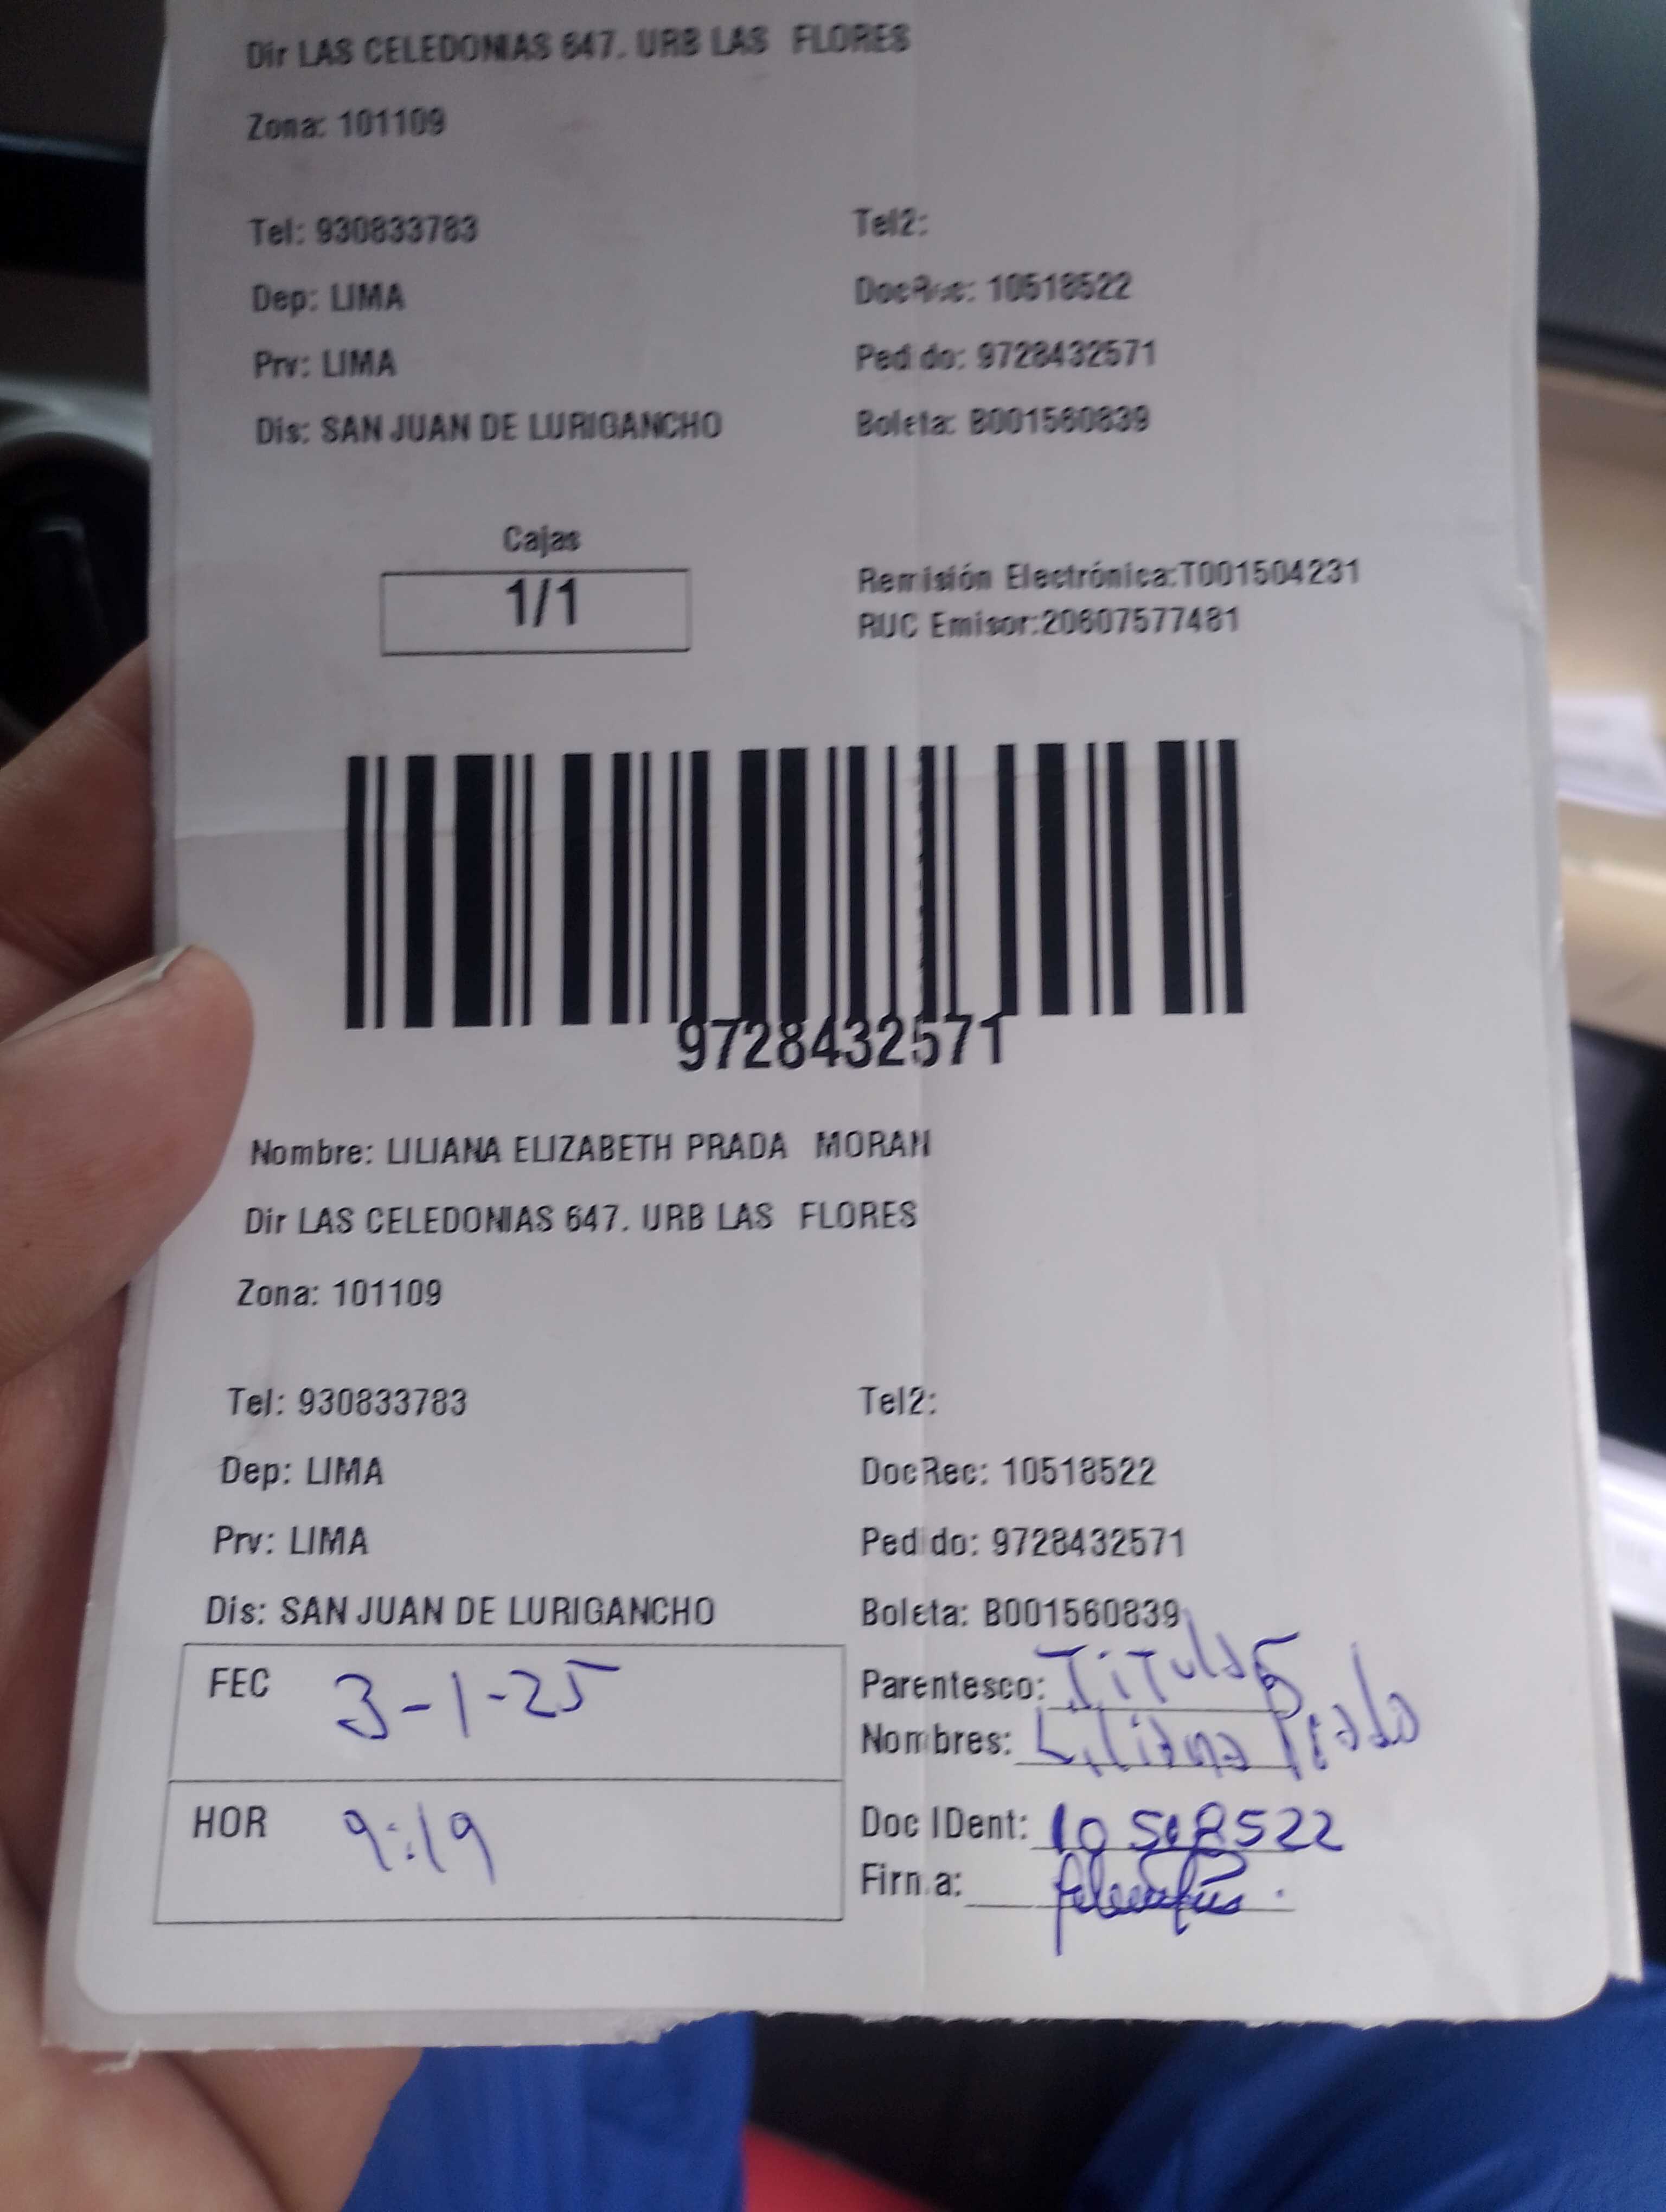 Dir LAS CELEDONIAS 647. URB LAS FLORES
Zona: 101109
Tel: 930833783 Tel2:
Dep: LIMA DocRec: 10518522
Prv: LIMA Pedido: 9728432571
Dis: SAN JUAN DE LURIGANCHO Boleta: B001560839
Cajas
1/1
Remisión Electrónica:T001504231
RUC Emisor:20607577481
9728432571
Nombre: LILIANA ELIZABETH PRADA MORAN
Dir LAS CELEDONIAS 647. URB LAS FLORES
Zona: 101109
Tel: 930833783 Tel2:
Dep: LIMA DocRec: 10518522
Prv: LIMA Pedido: 9728432571
Dis: SAN JUAN DE LURIGANCHO Boleta: B001560839
FEC 3-1-25 Parentesco: Titular
Nombres: Liliana Prada
HOR 9:19 Doc IDent: 10518522
Firma: